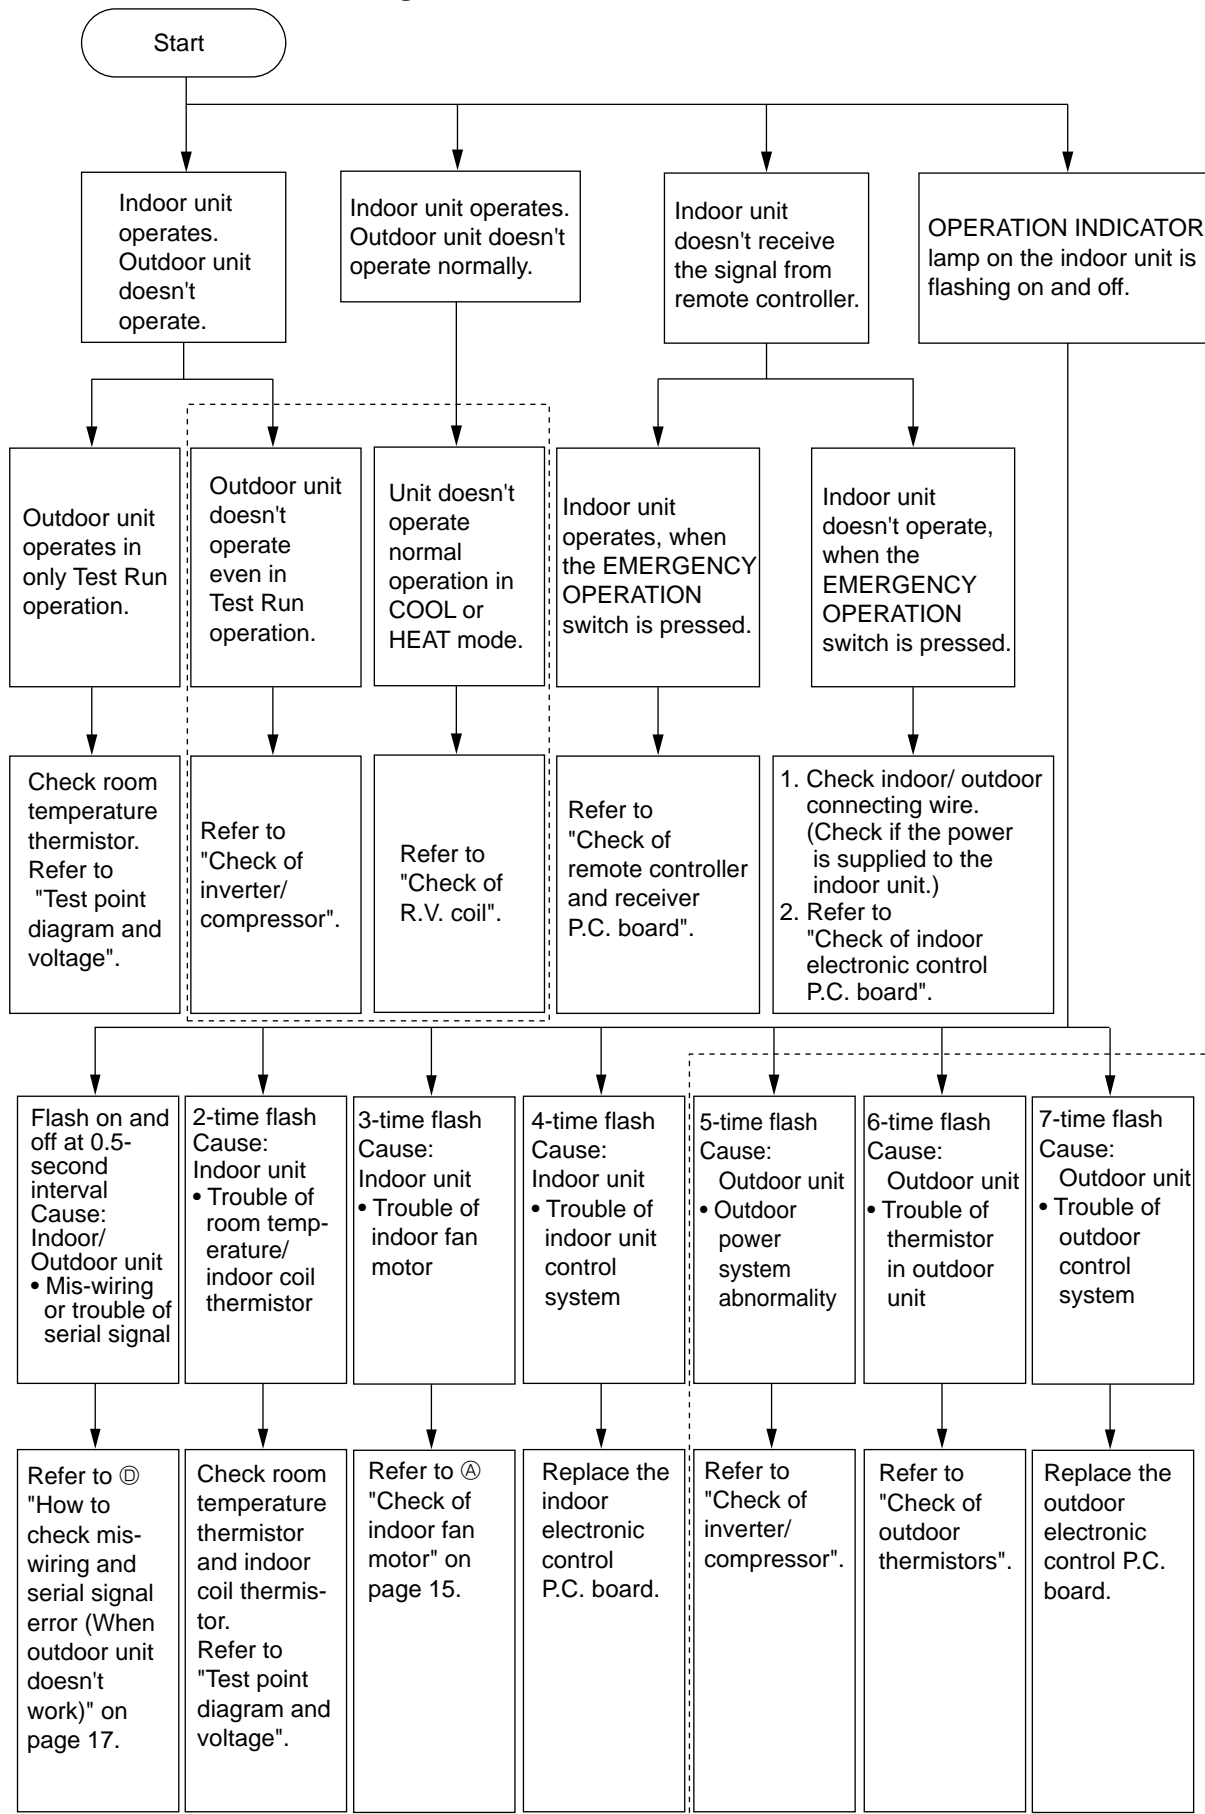 Start
Indoor unit
operates.
Outdoor unit
doesn't
operate.
Indoor unit operates.
Outdoor unit doesn't
operate normally.
Indoor unit
doesn't receive
the signal from
remote controller.
OPERATION INDICATOR
lamp on the indoor unit is
flashing on and off.
Outdoor unit
operates in
only Test Run
operation.
Outdoor unit
doesn't
operate
even in
Test Run
operation.
Unit doesn't
operate
normal
operation in
COOL or
HEAT mode.
Indoor unit
operates, when
the EMERGENCY
OPERATION
switch is pressed.
Indoor unit
doesn't operate,
when the
EMERGENCY
OPERATION
switch is pressed.
Check room
temperature
thermistor.
Refer to
"Test point
diagram and
voltage".
Refer to
"Check of
inverter/
compressor".
Refer to
"Check of
R.V. coil".
Refer to
"Check of
remote controller
and receiver
P.C. board".
1. Check indoor/ outdoor
connecting wire.
(Check if the power
is supplied to the
indoor unit.)
2. Refer to
"Check of indoor
electronic control
P.C. board".
Flash on and
off at 0.5-
second
interval
Cause:
Indoor/
Outdoor unit
• Mis-wiring
or trouble of
serial signal
2-time flash
Cause:
Indoor unit
• Trouble of
room temp-
erature/
indoor coil
thermistor
3-time flash
Cause:
Indoor unit
• Trouble of
indoor fan
motor
4-time flash
Cause:
Indoor unit
• Trouble of
indoor unit
control
system
5-time flash
Cause:
Outdoor unit
• Outdoor
power
system
abnormality
6-time flash
Cause:
Outdoor unit
• Trouble of
thermistor
in outdoor
unit
7-time flash
Cause:
Outdoor unit
• Trouble of
outdoor
control
system
Refer to Ⓓ
"How to
check mis-
wiring and
serial signal
error (When
outdoor unit
doesn't
work)" on
page 17.
Check room
temperature
thermistor
and indoor
coil thermis-
tor.
Refer to
"Test point
diagram and
voltage".
Refer to Ⓐ
"Check of
indoor fan
motor" on
page 15.
Replace the
indoor
electronic
control
P.C. board.
Refer to
"Check of
inverter/
compressor".
Refer to
"Check of
outdoor
thermistors".
Replace the
outdoor
electronic
control P.C.
board.